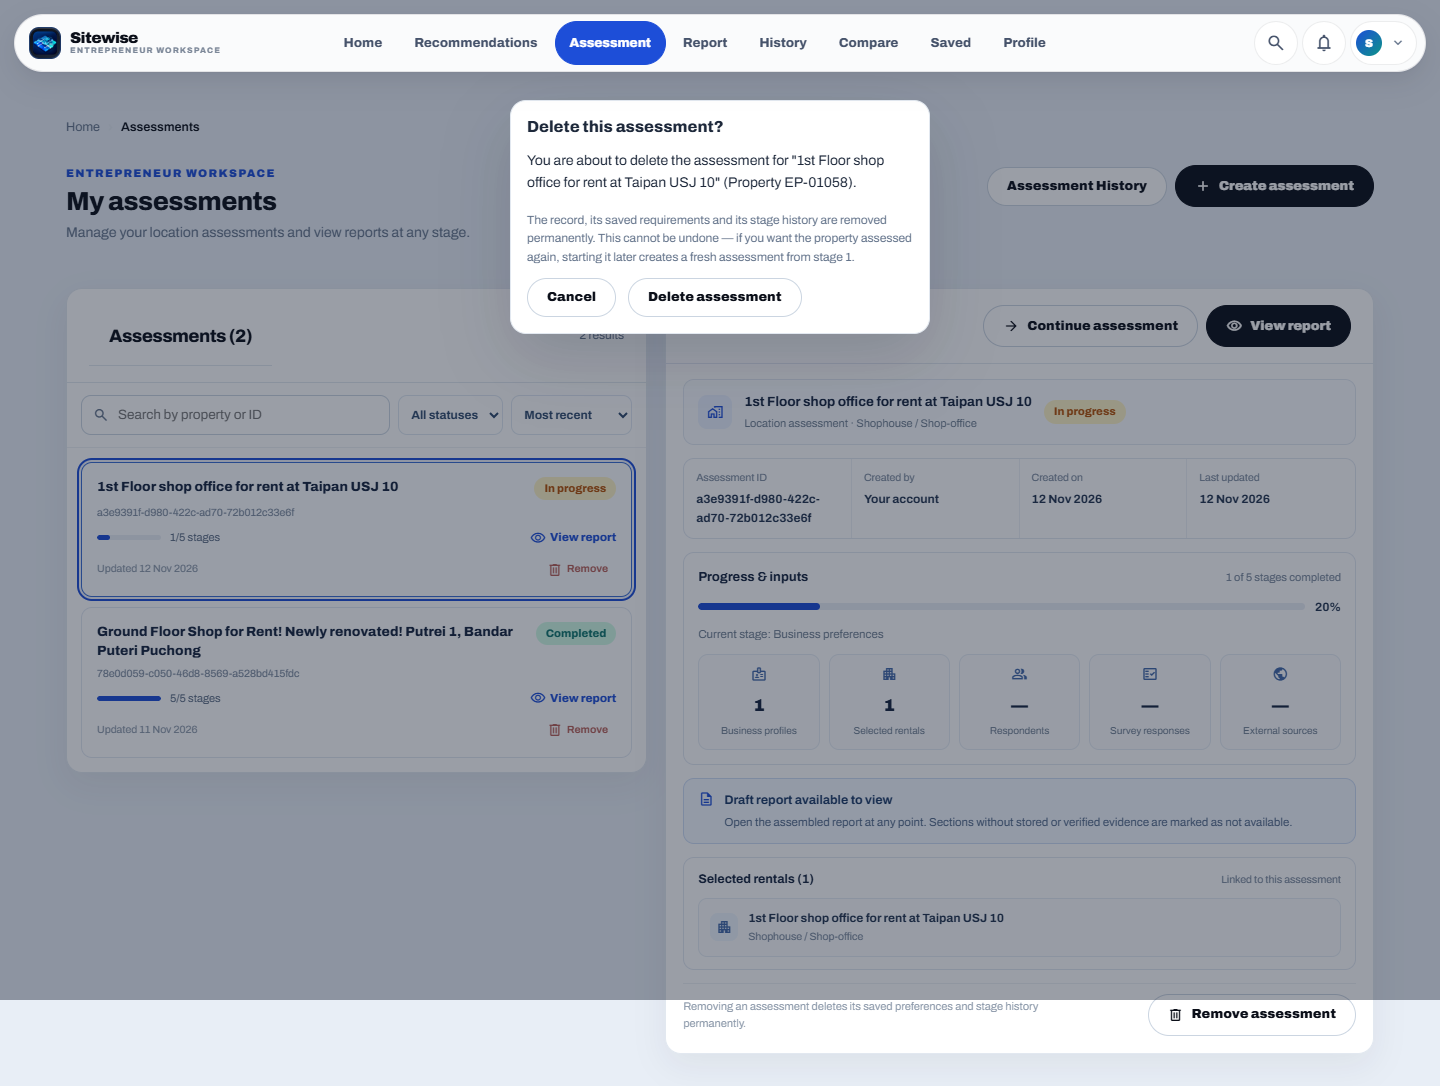 Sitewise
ENTREPRENEUR WORKSPACE
Home
Recommendations
Assessment
Report
History
Compare
Saved
Profile
S
Home
Assessments
ENTREPRENEUR WORKSPACE
My assessments
Manage your location assessments and view reports at any stage.
Assessment History
Create assessment
Delete this assessment?
You are about to delete the assessment for "1st Floor shop
office for rent at Taipan USJ 10" (Property EP-01058).
The record, its saved requirements and its stage history are removed
permanently. This cannot be undone — if you want the property assessed
again, starting it later creates a fresh assessment from stage 1.
Cancel
Delete assessment
Assessments (2)
2 results
Search by property or ID
All statuses
Most recent
1st Floor shop office for rent at Taipan USJ 10
In progress
a3e9391f-d980-422c-ad70-72b012c33e6f
1/5 stages
View report
Updated 12 Nov 2026
Remove
Ground Floor Shop for Rent! Newly renovated! Putrei 1, Bandar
Puteri Puchong
Completed
78e0d059-c050-46d8-8569-a528bd415fdc
5/5 stages
View report
Updated 11 Nov 2026
Remove
Continue assessment
View report
1st Floor shop office for rent at Taipan USJ 10
Location assessment · Shophouse / Shop-office
In progress
Assessment ID
a3e9391f-d980-422c-
ad70-72b012c33e6f
Created by
Your account
Created on
12 Nov 2026
Last updated
12 Nov 2026
Progress & inputs
1 of 5 stages completed
20%
Current stage: Business preferences
1
Business profiles
1
Selected rentals
—
Respondents
—
Survey responses
—
External sources
Draft report available to view
Open the assembled report at any point. Sections without stored or verified evidence are marked as not available.
Selected rentals (1)
Linked to this assessment
1st Floor shop office for rent at Taipan USJ 10
Shophouse / Shop-office
Removing an assessment deletes its saved preferences and stage history
permanently.
Remove assessment